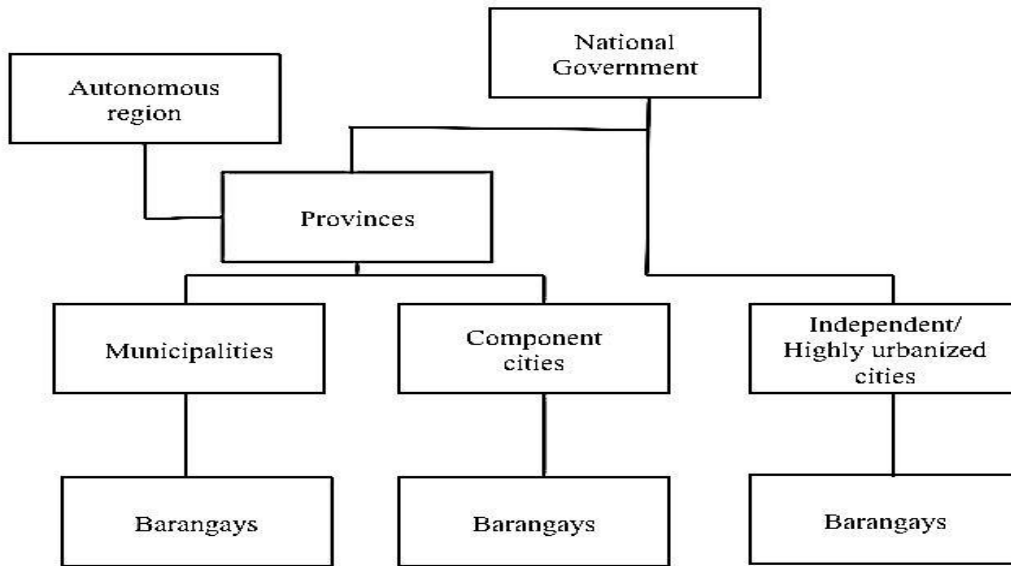 National
Government
Autonomous
region
Provinces
Municipalities
Component
cities
Independent/
Highly urbanized
cities
Barangays
Barangays
Barangays